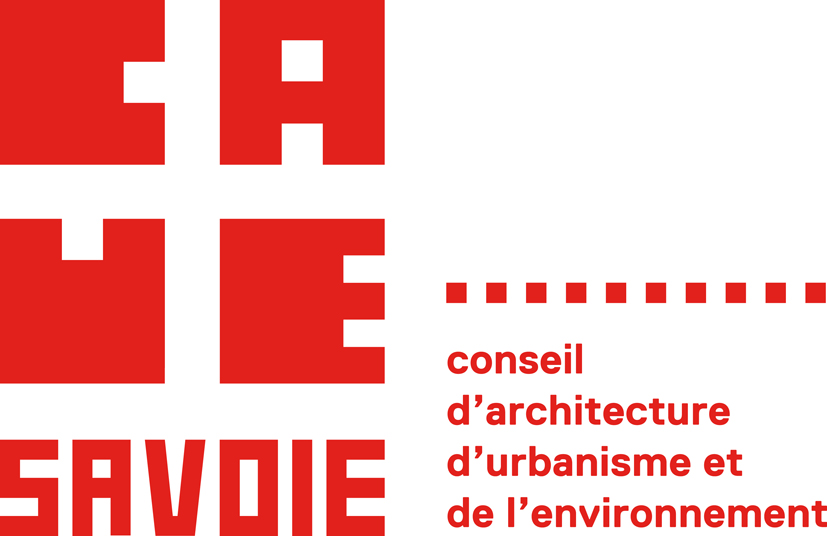 CA
UE
SAVOIE
conseil
d’architecture
d’urbanisme et
de l’environnement